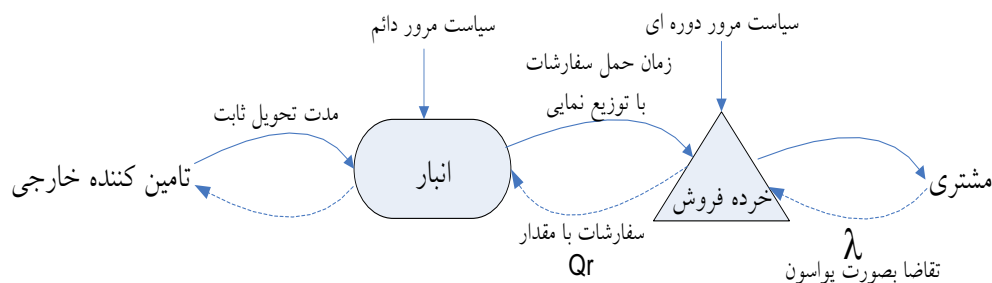 سیاست مرور دوره ای
سیاست مرور دائم
زمان حمل سفارشات
با توزیع نمایی
مدت تحویل ثابت
مشتری
خرده فروش
انبار
تامین کننده خارجی
سفارشات با مقدار
Qr
λ
تقاضا بصورت پواسون